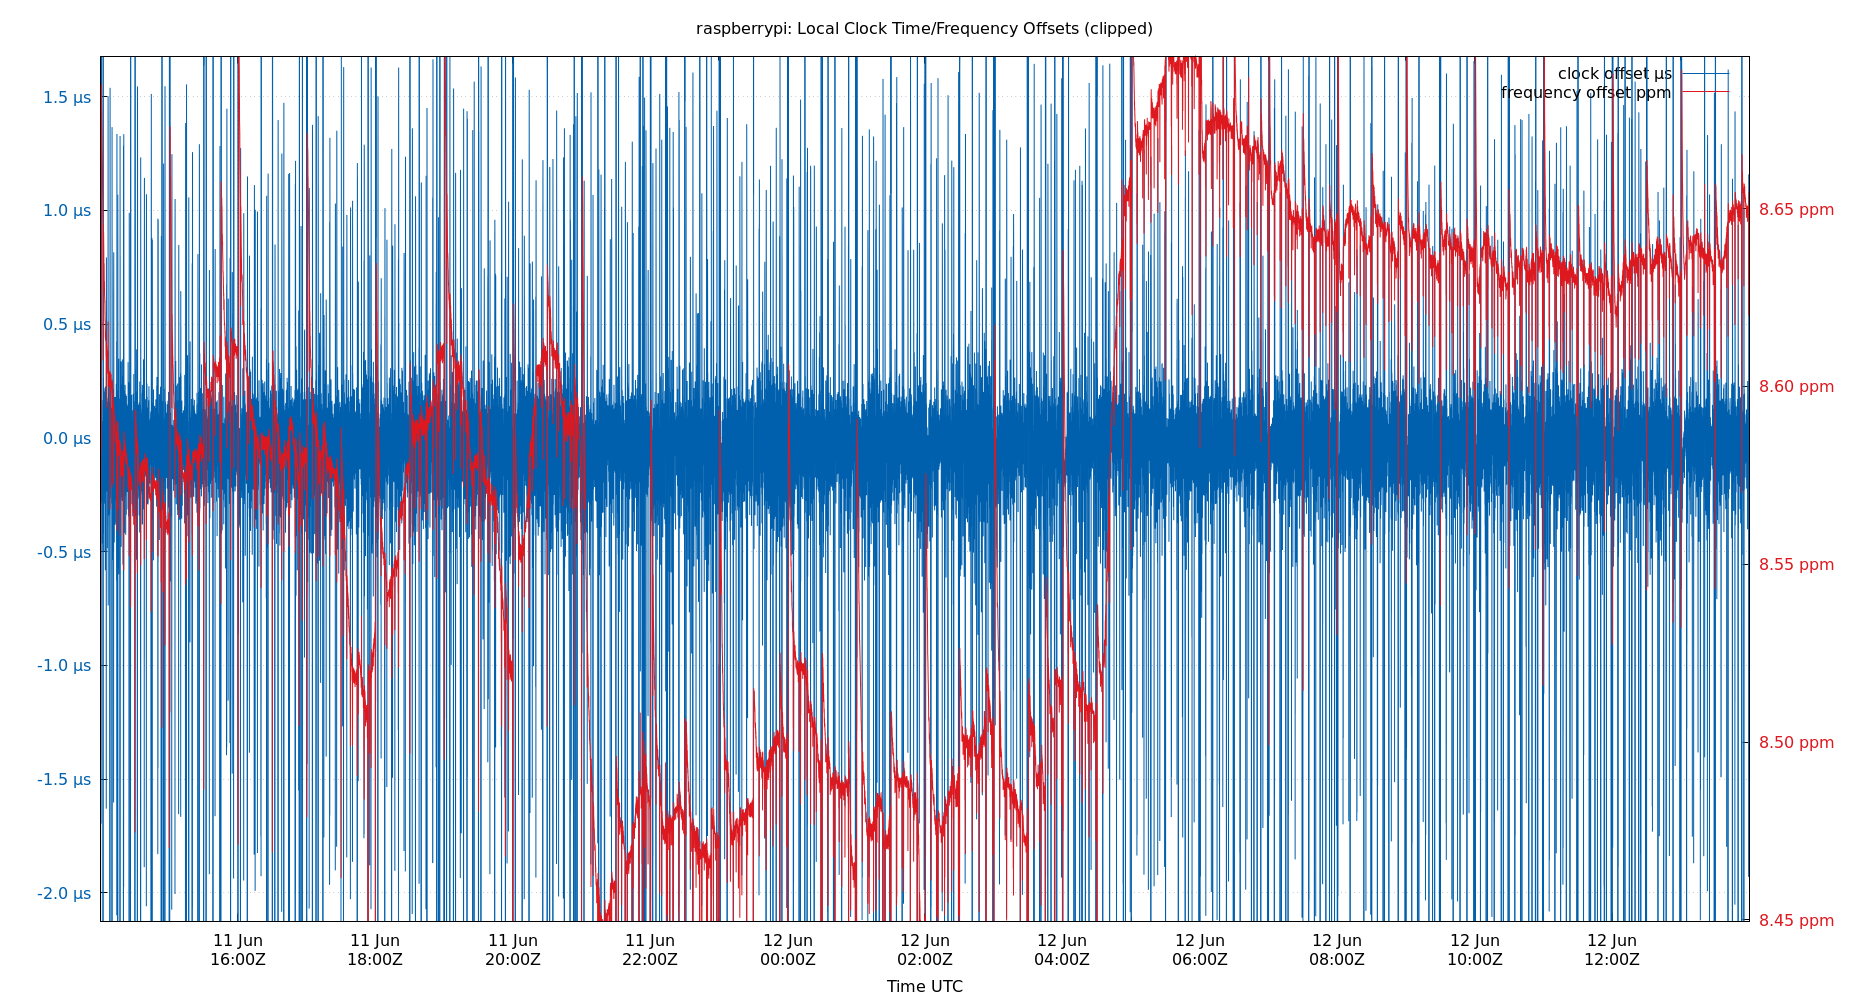 raspberrypi: Local Clock Time/Frequency Offsets (clipped)
clock offset µs
frequency offset ppm
1.5 µs
1.0 µs
0.5 µs
0.0 µs
-0.5 µs
-1.0 µs
-1.5 µs
-2.0 µs
8.65 ppm
8.60 ppm
8.55 ppm
8.50 ppm
8.45 ppm
11 Jun 11 Jun 11 Jun 11 Jun 12 Jun 12 Jun 12 Jun 12 Jun 12 Jun 12 Jun 12 Jun
16:00Z 18:00Z 20:00Z 22:00Z 00:00Z 02:00Z 04:00Z 06:00Z 08:00Z 10:00Z 12:00Z
Time UTC